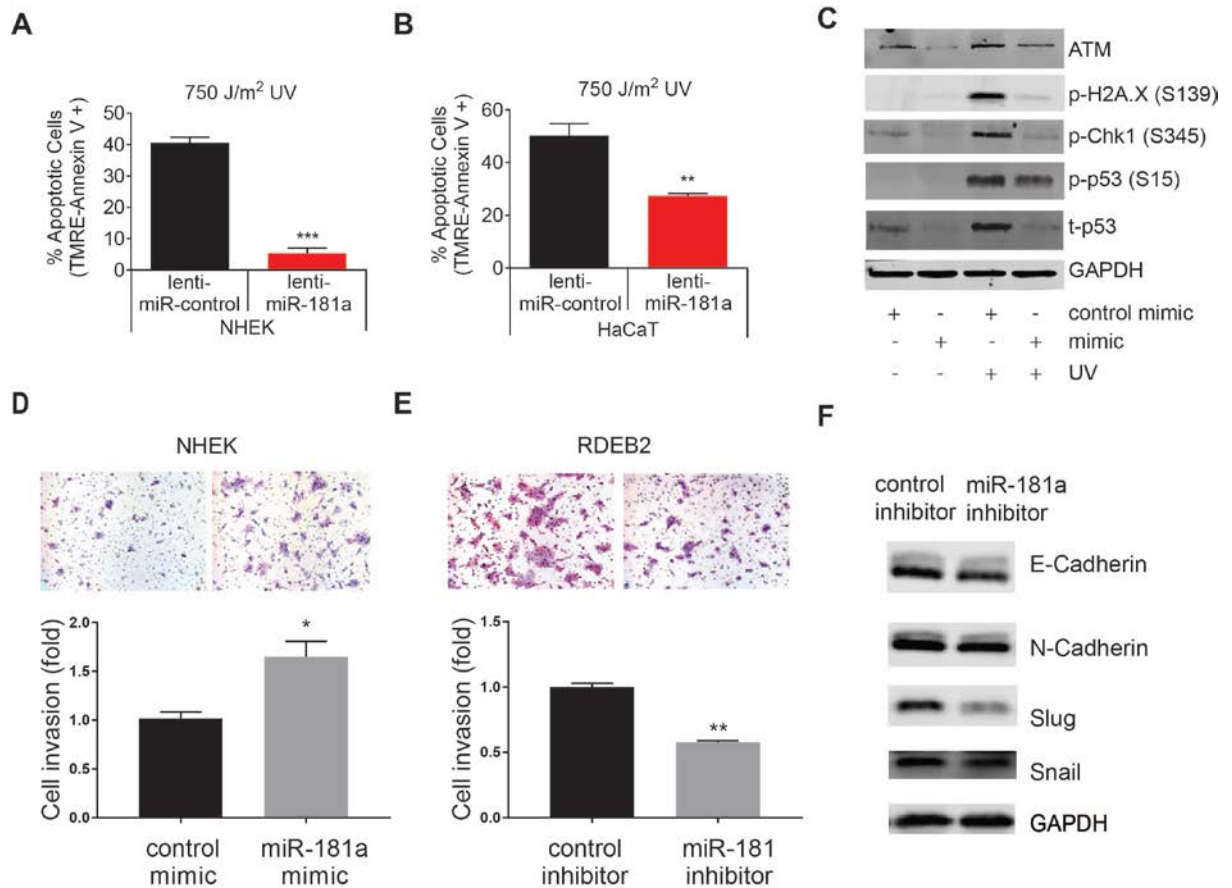 A
750 J/m² UV
% Apoptotic Cells
(TMRE-Annexin V +)
50
40
30
20
10
0
***
lenti-
miR-control
lenti-
miR-181a
NHEK
B
750 J/m² UV
% Apoptotic Cells
(TMRE-Annexin V +)
60
40
20
0
**
lenti-
miR-control
lenti-
miR-181a
HaCaT
C
ATM
p-H2A.X (S139)
p-Chk1 (S345)
p-p53 (S15)
t-p53
GAPDH
+ - + - control mimic
- + - + mimic
- - + + UV
D
NHEK
Cell invasion (fold)
2.0
1.5
1.0
0.5
0.0
*
control
mimic
miR-181a
mimic
E
RDEB2
Cell invasion (fold)
1.5
1.0
0.5
0.0
**
control
inhibitor
miR-181
inhibitor
F
control
inhibitor
miR-181a
inhibitor
E-Cadherin
N-Cadherin
Slug
Snail
GAPDH